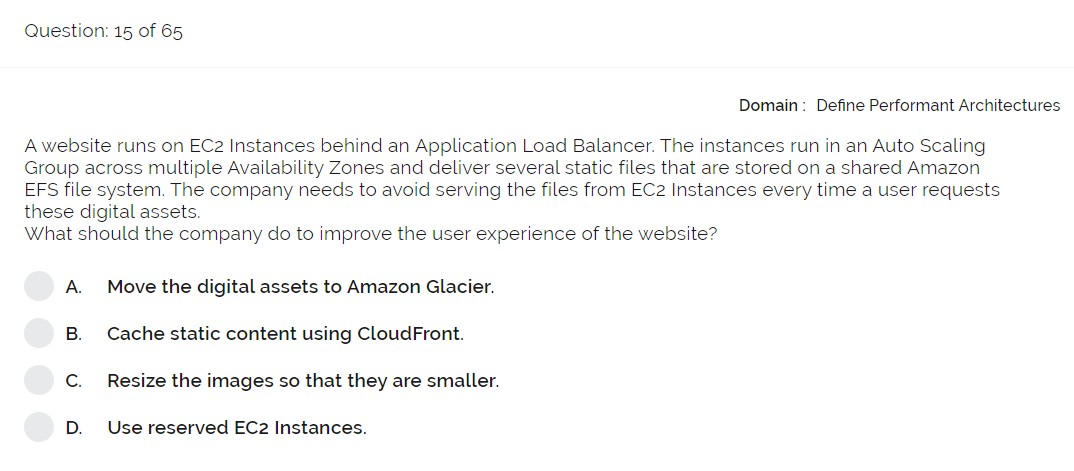 Question: 15 of 65
Domain : Define Performant Architectures
A website runs on EC2 Instances behind an Application Load Balancer. The instances run in an Auto Scaling
Group across multiple Availability Zones and deliver several static files that are stored on a shared Amazon
EFS file system. The company needs to avoid serving the files from EC2 Instances every time a user requests
these digital assets.
What should the company do to improve the user experience of the website?
A. Move the digital assets to Amazon Glacier.
B. Cache static content using CloudFront.
C. Resize the images so that they are smaller.
D. Use reserved EC2 Instances.